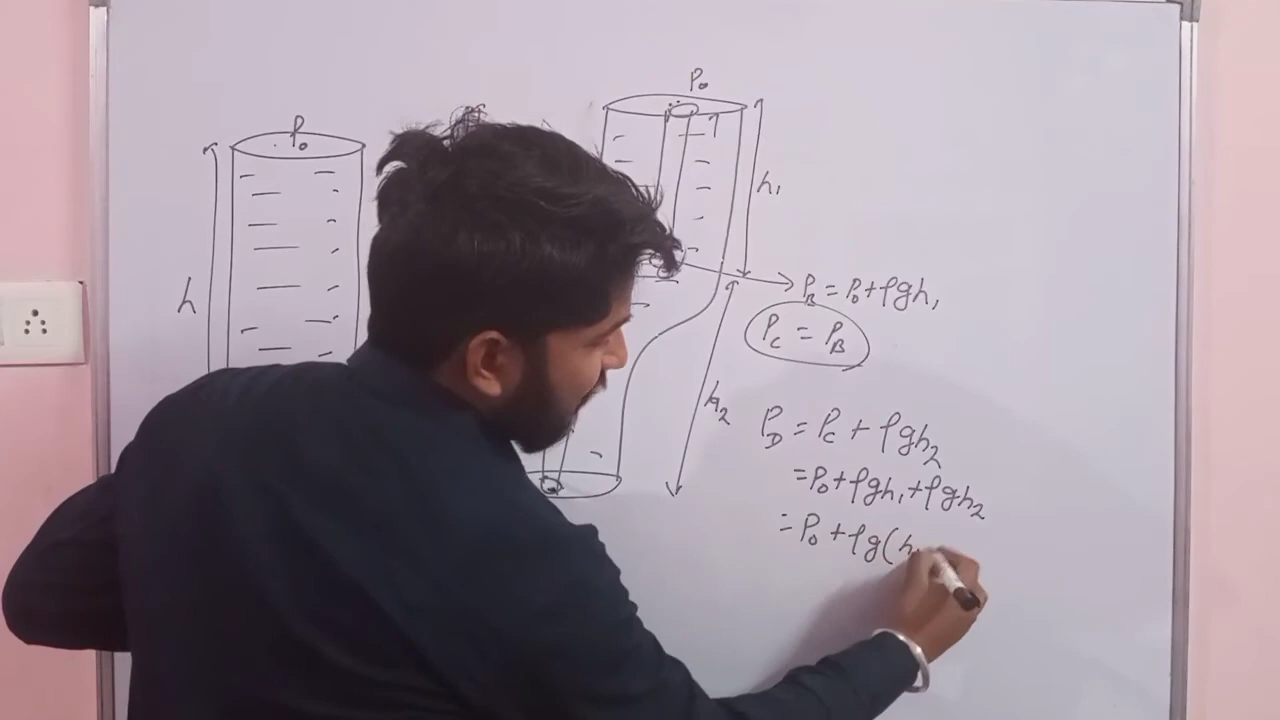 P₀
h
P₀
h₁
P_B = P₀ + ρgh₁
P_C = P_B
h₂
P_D = P_C + ρgh₂
= P₀ + ρgh₁ + ρgh₂
= P₀ + ρg(h